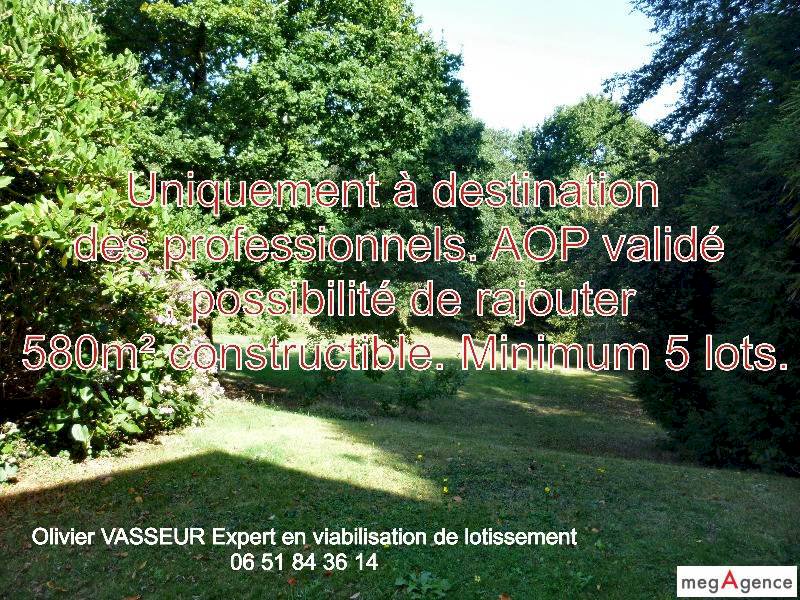 Uniquement à destination
des professionnels. AOP validé
, possibilité de rajouter
580m² constructible. Minimum 5 lots.
Olivier VASSEUR Expert en viabilisation de lotissement
06 51 84 36 14
megAgence